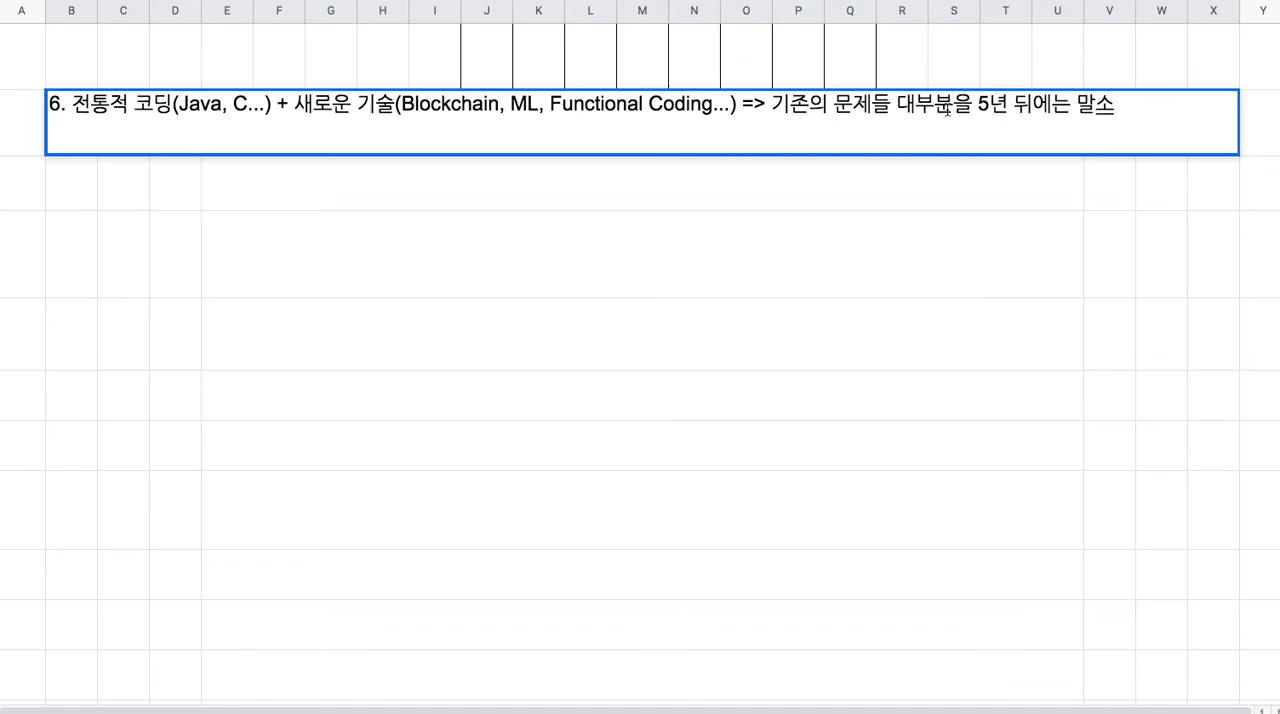 A B C D E F G H I J K L M N O P Q R S T U V W X Y
6. 전통적 코딩(Java, C...) + 새로운 기술(Blockchain, ML, Functional Coding...) => 기존의 문제들 대부분을 5년 뒤에는 말소